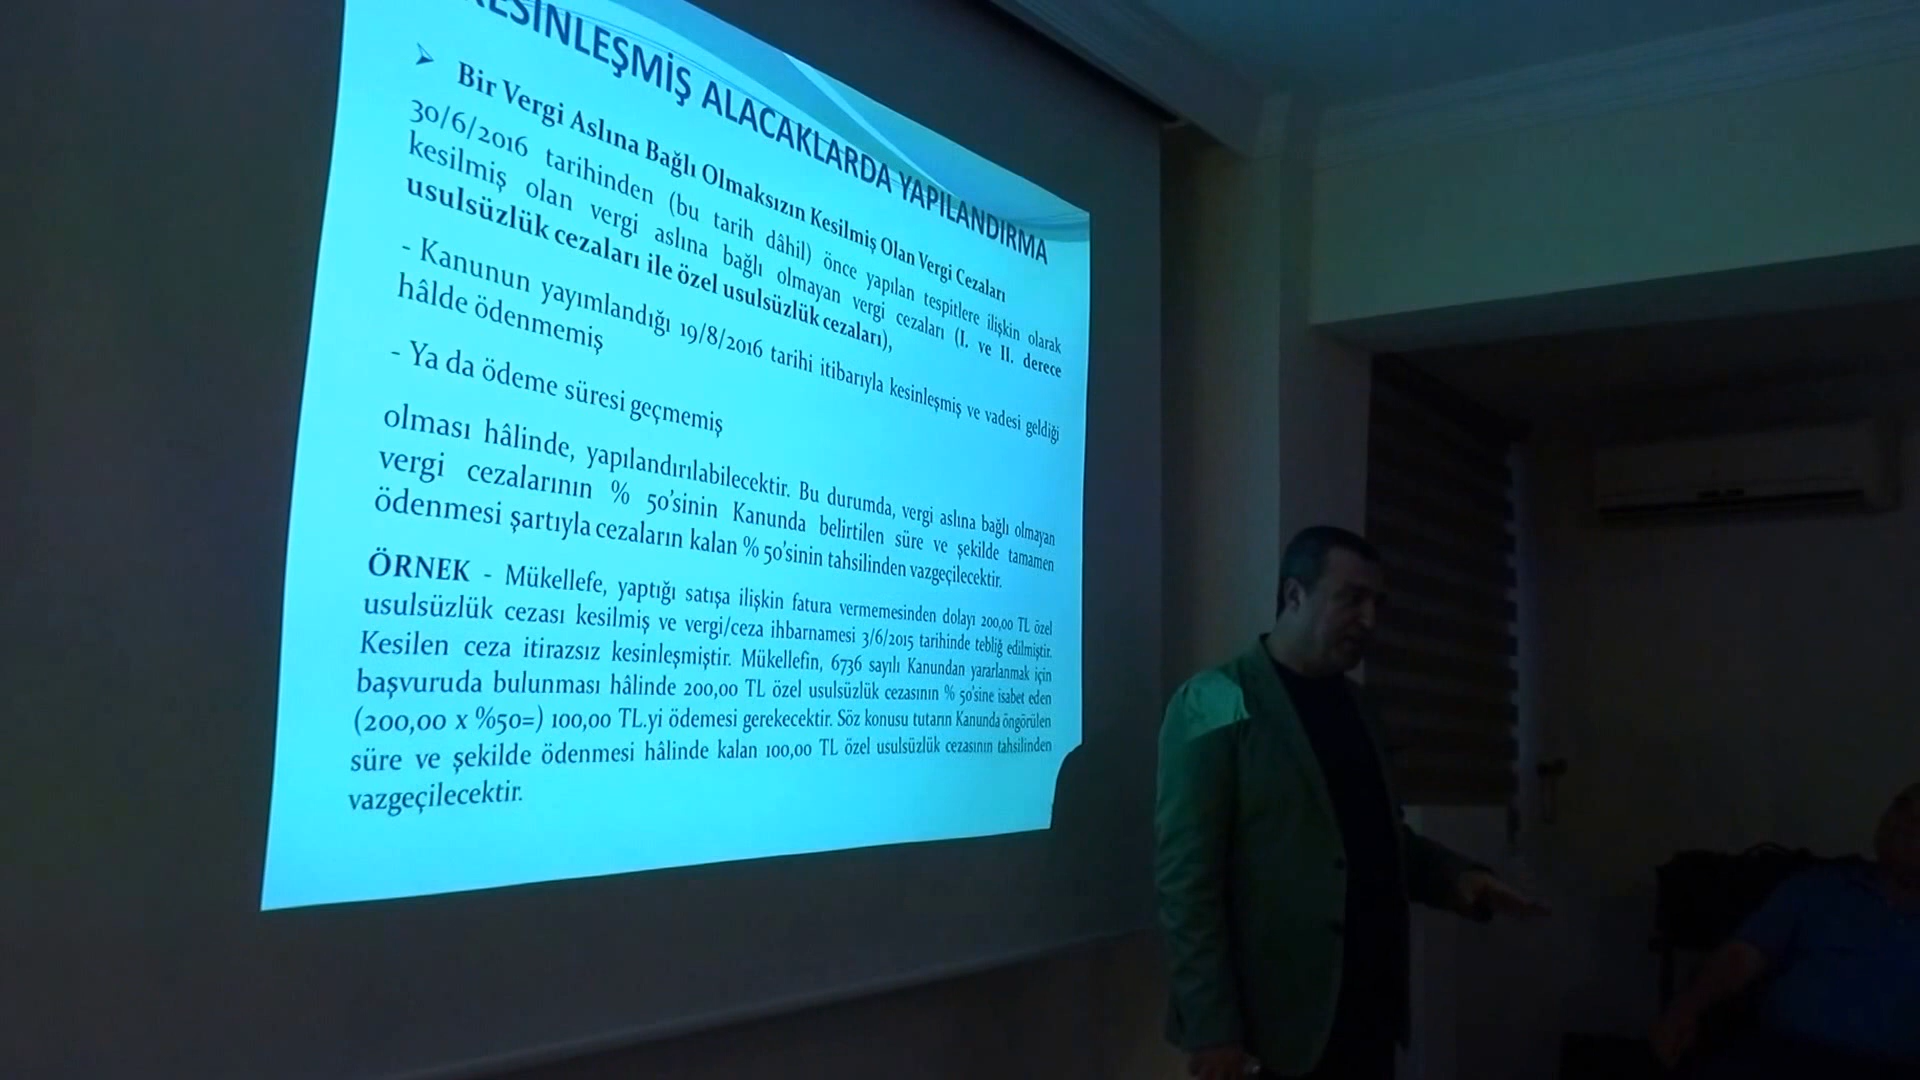 KESİNLEŞMİŞ ALACAKLARDA YAPILANDIRMA
➤ Bir Vergi Aslına Bağlı Olmaksızın Kesilmiş Olan Vergi Cezaları
30/6/2016 tarihinden (bu tarih dâhil) önce yapılan tespitlere ilişkin olarak
kesilmiş olan vergi aslına bağlı olmayan vergi cezaları (I. ve II. derece
usulsüzlük cezaları ile özel usulsüzlük cezaları),
- Kanunun yayımlandığı 19/8/2016 tarihi itibarıyla kesinleşmiş ve vadesi geldiği
hâlde ödenmemiş
- Ya da ödeme süresi geçmemiş
olması hâlinde, yapılandırılabilecektir. Bu durumda, vergi aslına bağlı olmayan
vergi cezalarının % 50'sinin Kanunda belirtilen süre ve şekilde tamamen
ödenmesi şartıyla cezaların kalan % 50'sinin tahsilinden vazgeçilecektir.
ÖRNEK - Mükellefe, yaptığı satışa ilişkin fatura vermemesinden dolayı 200,00 TL özel
usulsüzlük cezası kesilmiş ve vergi/ceza ihbarnamesi 3/6/2015 tarihinde tebliğ edilmiştir.
Kesilen ceza itirazsız kesinleşmiştir. Mükellefin, 6736 sayılı Kanundan yararlanmak için
başvuruda bulunması hâlinde 200,00 TL özel usulsüzlük cezasının % 50'sine isabet eden
(200,00 x %50=) 100,00 TL.yi ödemesi gerekecektir. Söz konusu tutarın Kanunda öngörülen
süre ve şekilde ödenmesi hâlinde kalan 100,00 TL özel usulsüzlük cezasının tahsilinden
vazgeçilecektir.